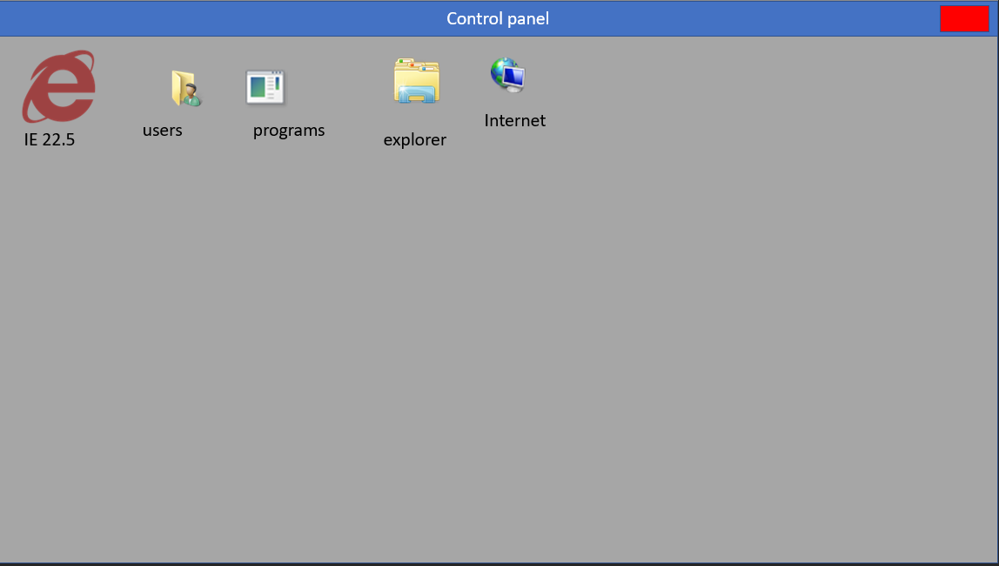 Control panel
IE 22.5
users
programs
explorer
Internet